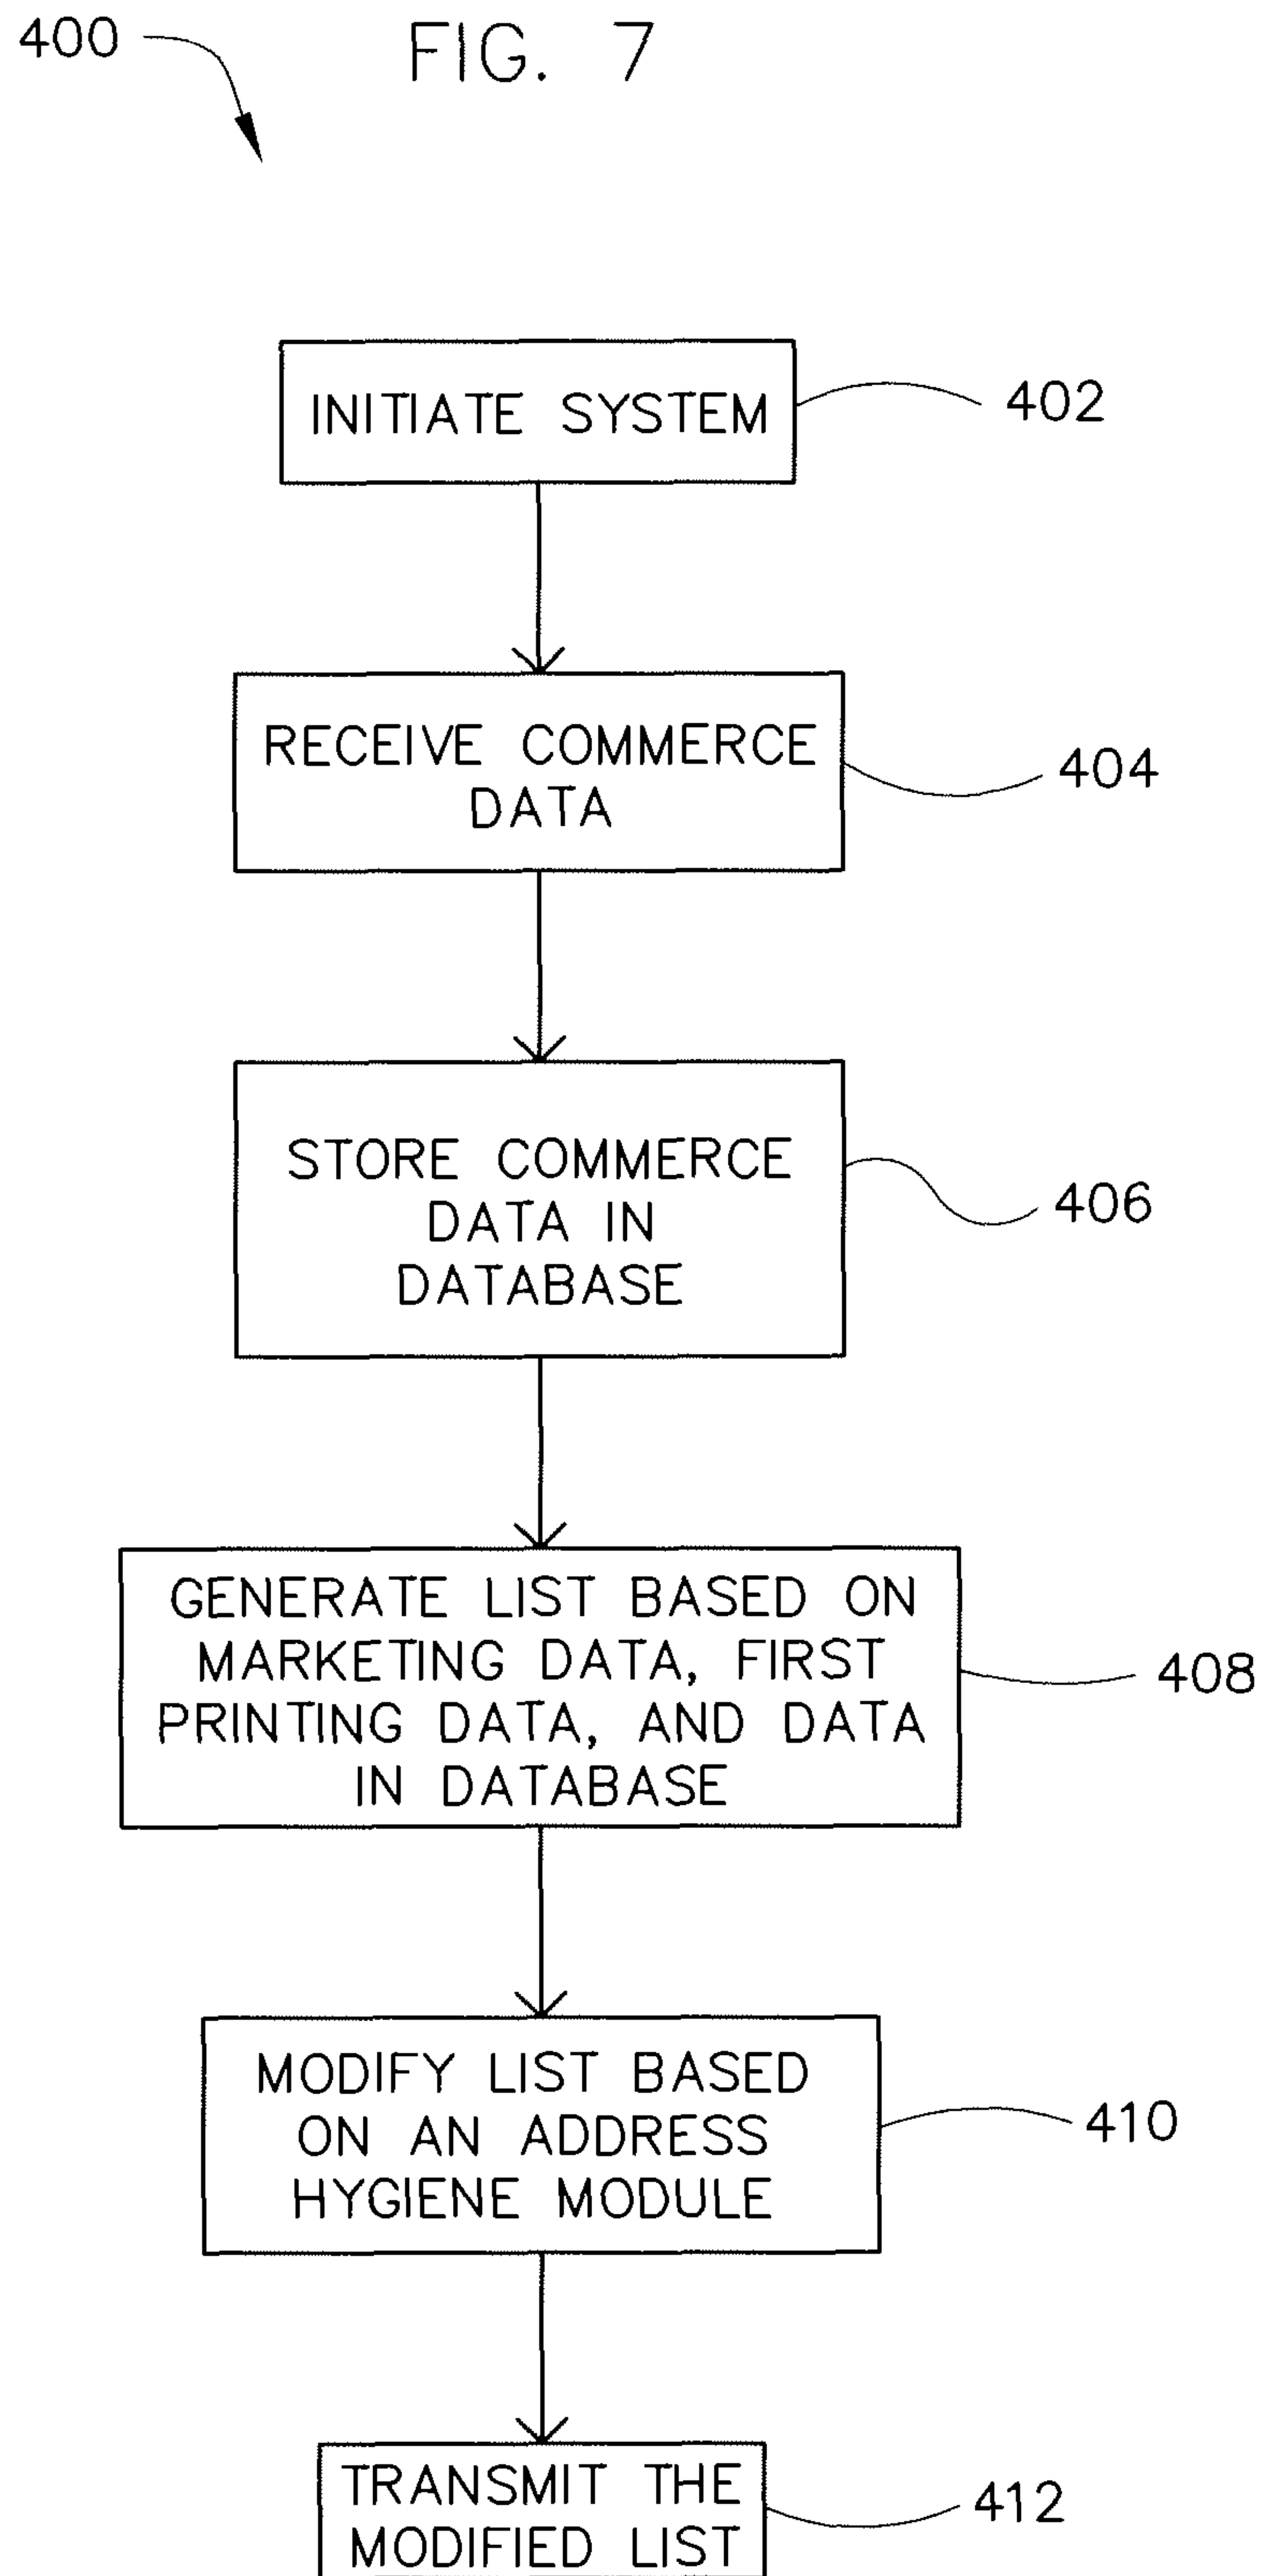 400
FIG. 7
INITIATE SYSTEM
402
RECEIVE COMMERCE
DATA
404
STORE COMMERCE
DATA IN
DATABASE
406
GENERATE LIST BASED ON
MARKETING DATA, FIRST
PRINTING DATA, AND DATA
IN DATABASE
408
MODIFY LIST BASED
ON AN ADDRESS
HYGIENE MODULE
410
TRANSMIT THE
MODIFIED LIST
412